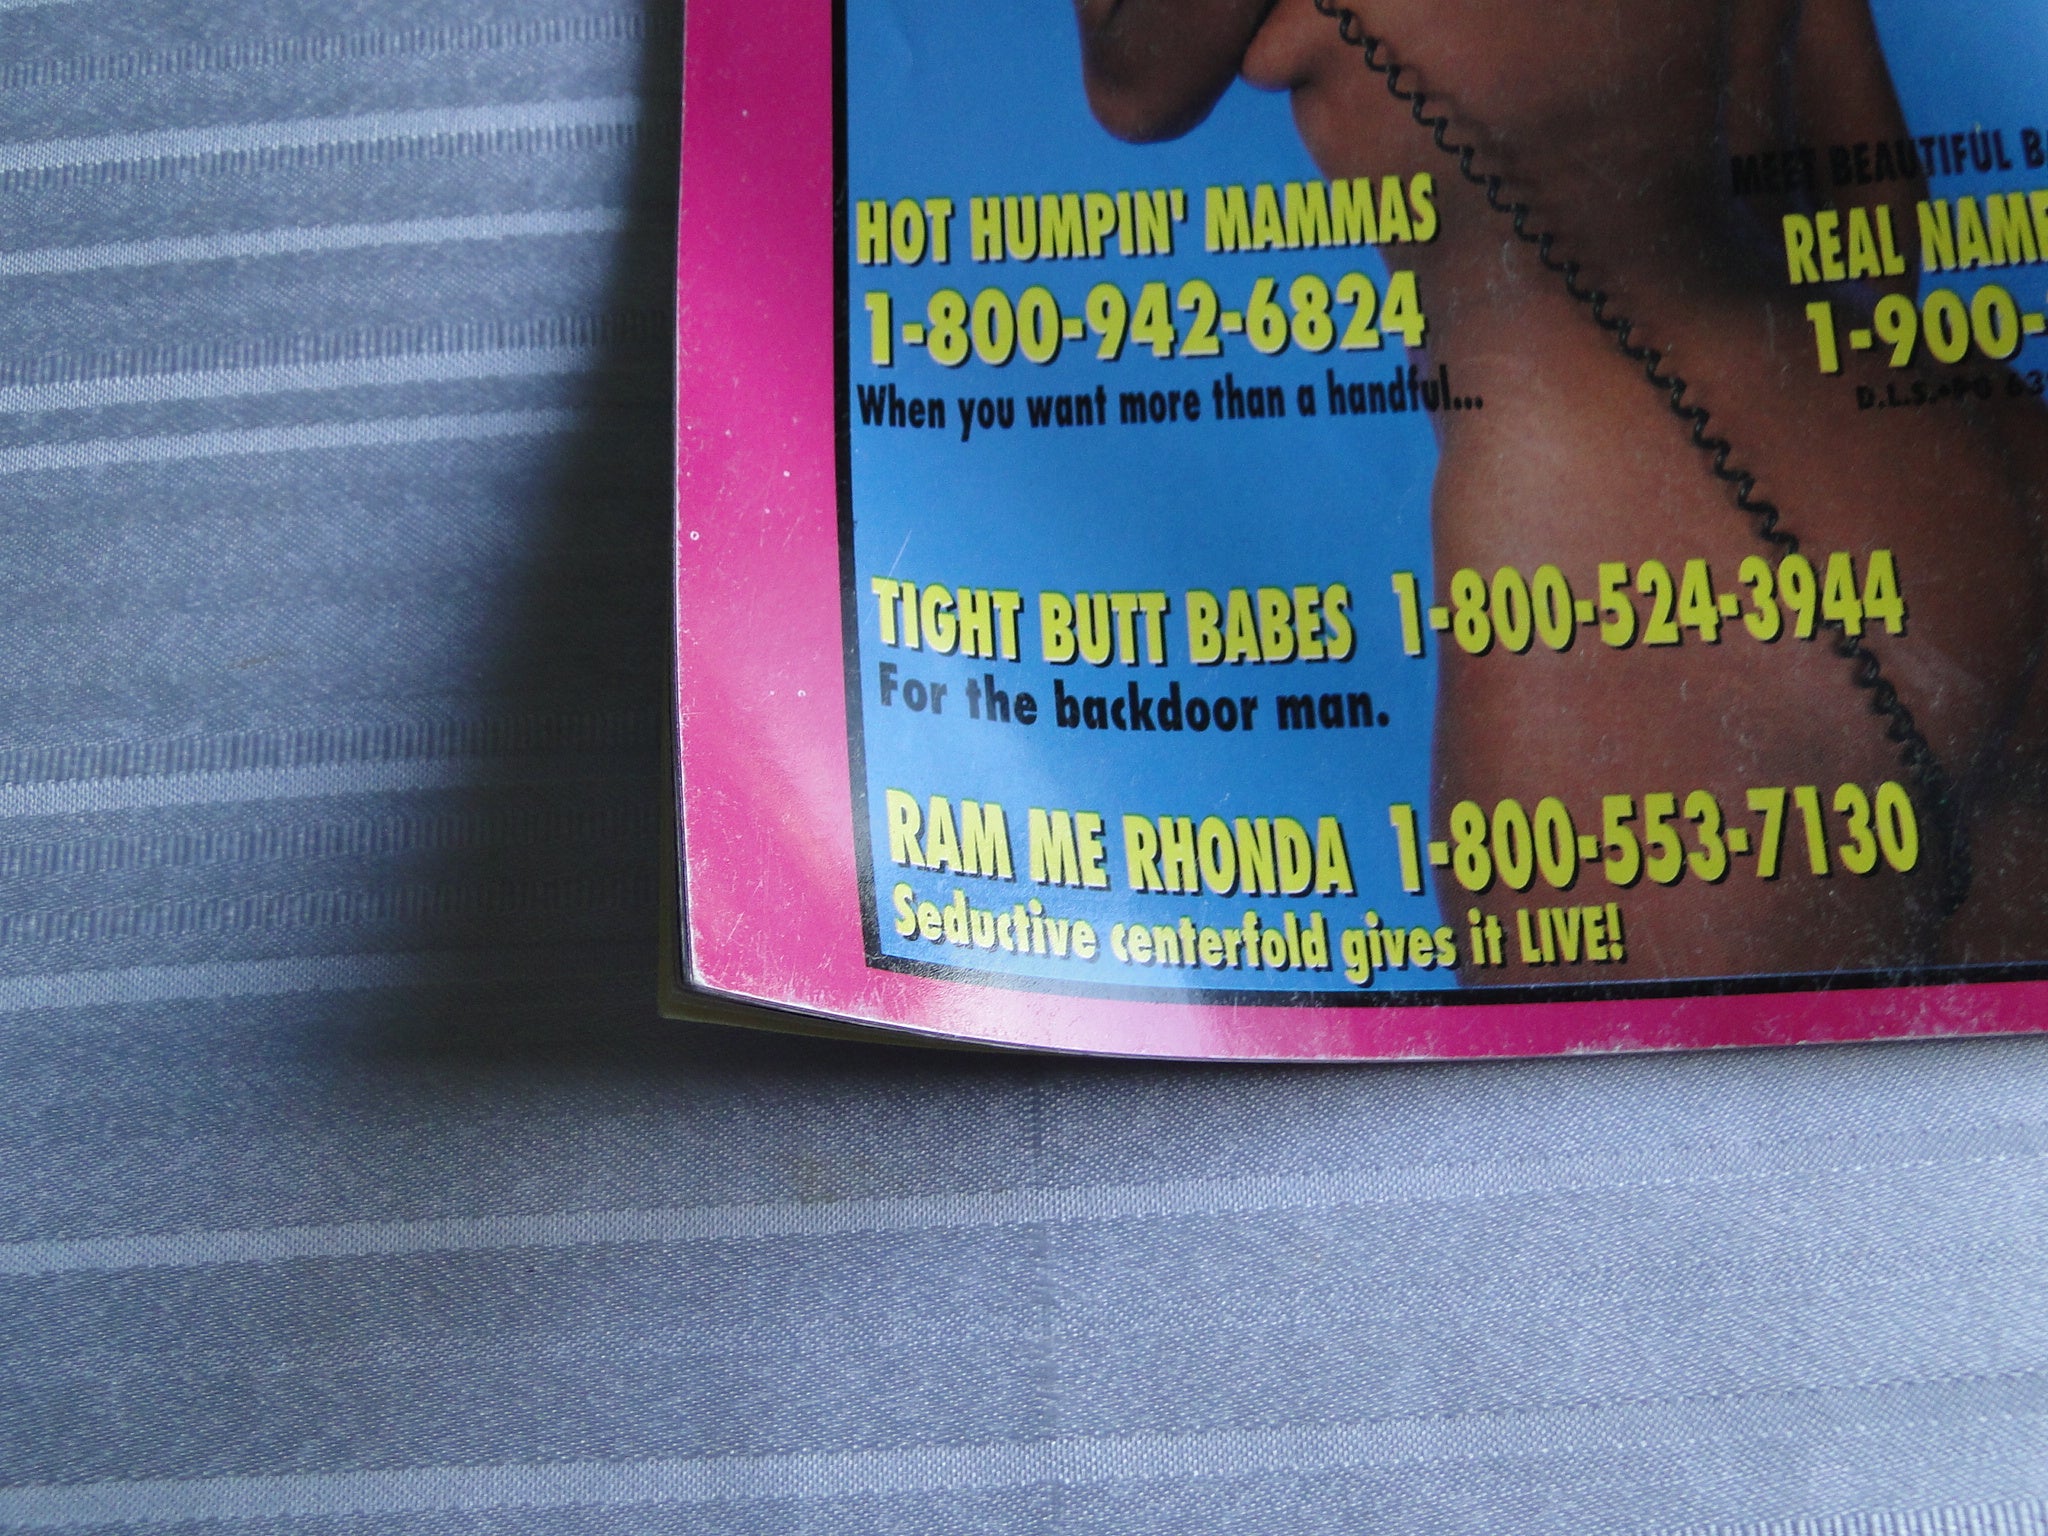 HOT HUMPIN' MAMMAS
1-800-942-6824
When you want more than a handful...
MEET BEAUTIFUL
REAL
1-900-
D.L.S.
TIGHT BUTT BABES 1-800-524-3944
For the backdoor man.
RAM ME RHONDA 1-800-553-7130
Seductive centerfold gives it LIVE!